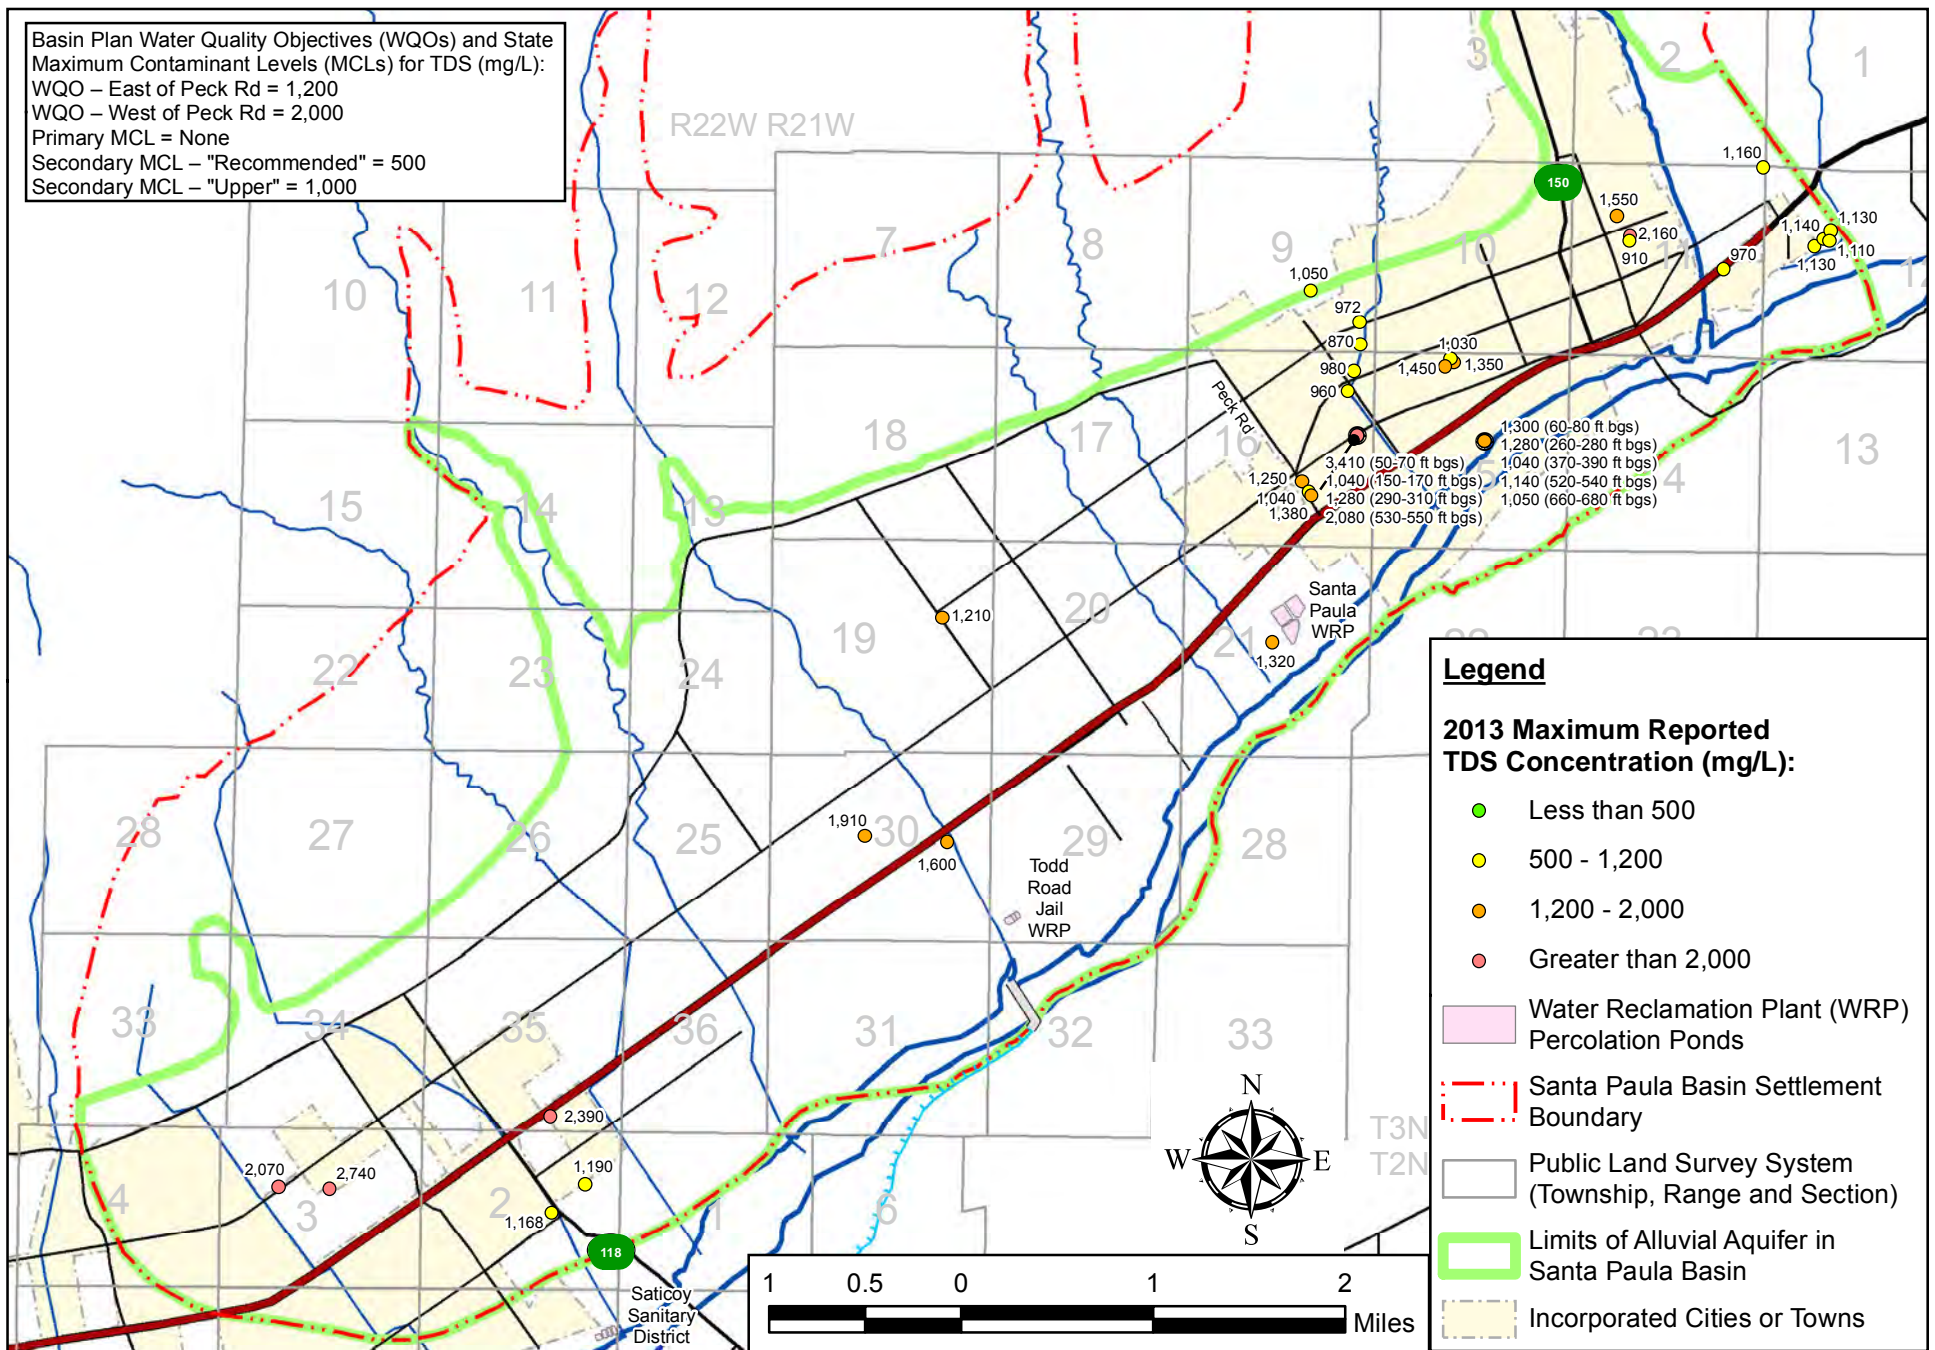 Basin Plan Water Quality Objectives (WQOs) and State
Maximum Contaminant Levels (MCLs) for TDS (mg/L):
WQO – East of Peck Rd = 1,200
WQO – West of Peck Rd = 2,000
Primary MCL = None
Secondary MCL – "Recommended" = 500
Secondary MCL – "Upper" = 1,000
R22W R21W
3
2
1
150
1,160
1,550
2,160
910
970
1,140
1,130
1,130
1,110
7
8
9
10
11
10
11
12
1,050
972
870
980
960
1,030
1,450
1,350
Peck Rd
18
17
16
15
14
13
13
4
5
1,300 (60-80 ft bgs)
1,280 (260-280 ft bgs)
1,040 (370-390 ft bgs)
1,140 (520-540 ft bgs)
1,050 (660-680 ft bgs)
3,410 (50-70 ft bgs)
1,040 (150-170 ft bgs)
1,280 (290-310 ft bgs)
2,080 (530-550 ft bgs)
1,250
1,040
1,380
22
23
24
19
20
21
1,210
Santa
Paula
WRP
1,320
28
27
26
25
30
29
28
1,910
1,600
Todd
Road
Jail
WRP
33
34
35
36
31
32
33
2,390
2,070
2,740
1,190
1,168
4
3
2
1
6
T3N
T2N
118
Saticoy
Sanitary
District
N
W
E
S
1
0.5
0
1
2
Miles
Legend
2013 Maximum Reported
TDS Concentration (mg/L):
Less than 500
500 - 1,200
1,200 - 2,000
Greater than 2,000
Water Reclamation Plant (WRP)
Percolation Ponds
Santa Paula Basin Settlement
Boundary
Public Land Survey System
(Township, Range and Section)
Limits of Alluvial Aquifer in
Santa Paula Basin
Incorporated Cities or Towns